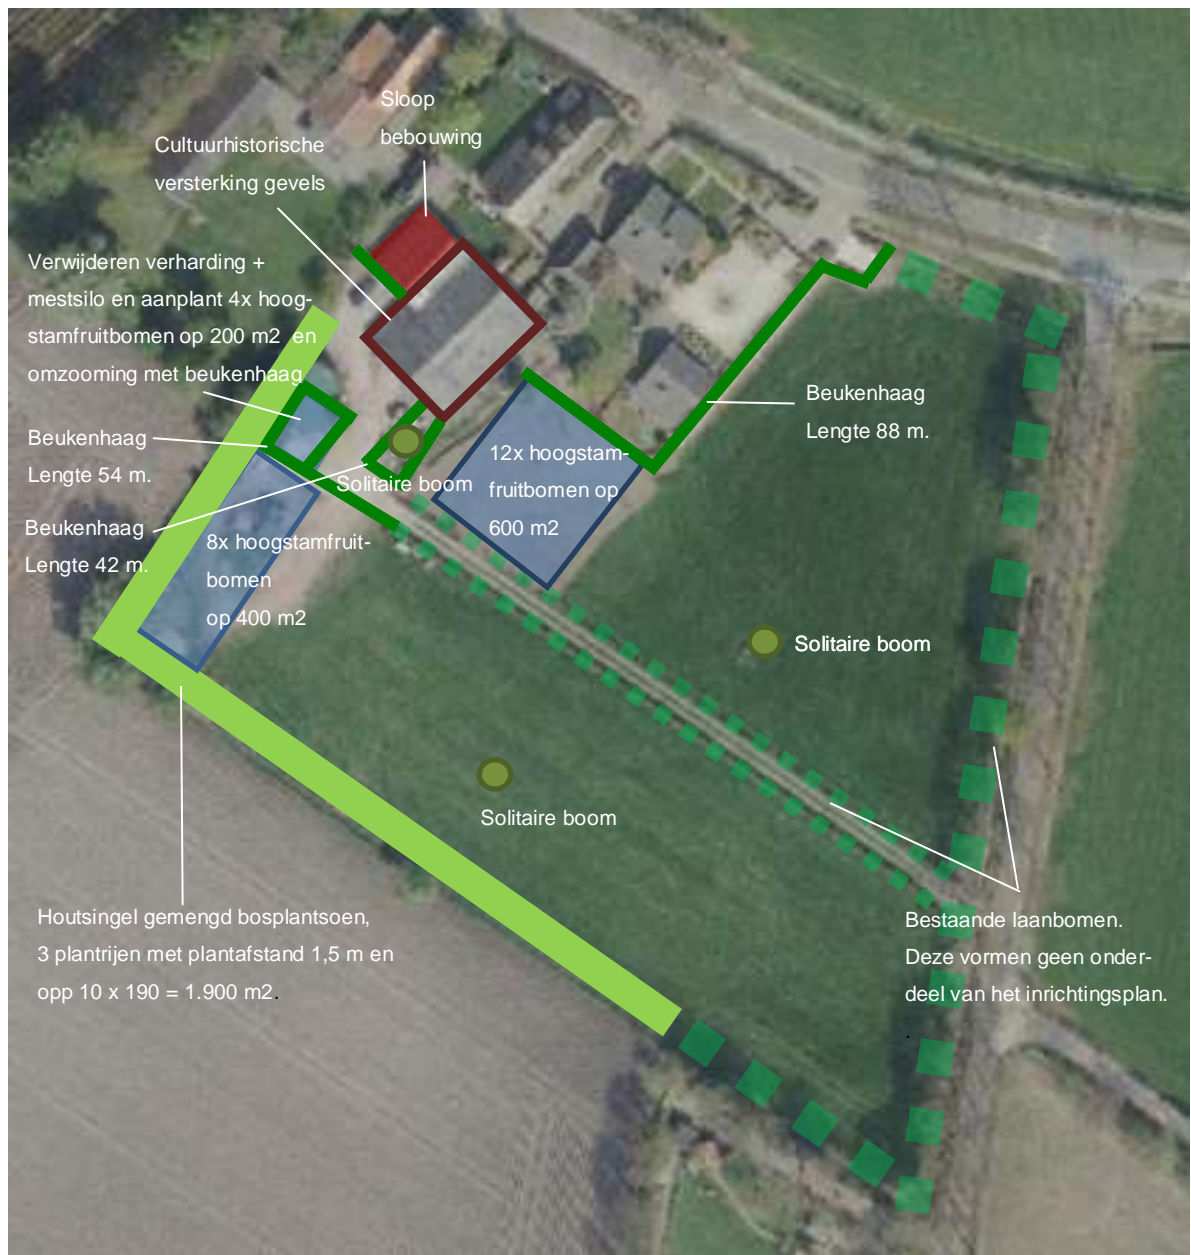 Sloop
bebouwing
Cultuurhistorische
versterking gevels
Verwijderen verharding +
mestsilo en aanplant 4x hoog-
stamfruitbomen op 200 m2 en
omzooming met beukenhaag
Beukenhaag
Lengte 88 m.
Beukenhaag
Lengte 54 m.
12x hoogstam-
fruitbomen op
600 m2
Solitaire boom
Beukenhaag
Lengte 42 m.
8x hoogstamfruit-
bomen
op 400 m2
Solitaire boom
Solitaire boom
Houtsingel gemengd bosplantsoen,
3 plantrijen met plantafstand 1,5 m en
opp 10 x 190 = 1.900 m2.
Bestaande laanbomen.
Deze vormen geen onder-
deel van het inrichtingsplan.
.